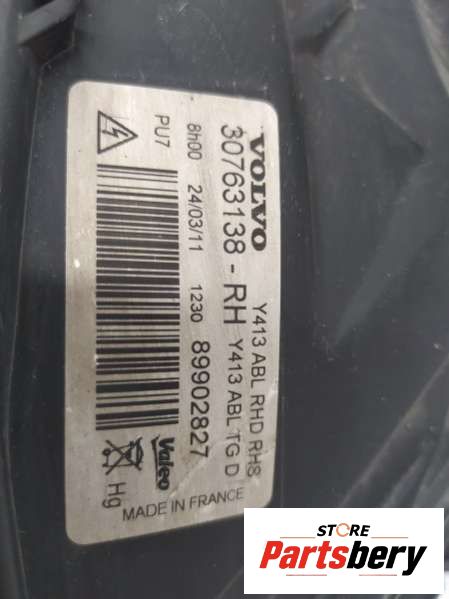 VOLVO Y413 ABL RHD RHS
30763138 - RH Y413 ABL TG D
8h00 24/03/11 1230 89902827
PU7
Valeo
Hg
MADE IN FRANCE
STORE
Partsbery